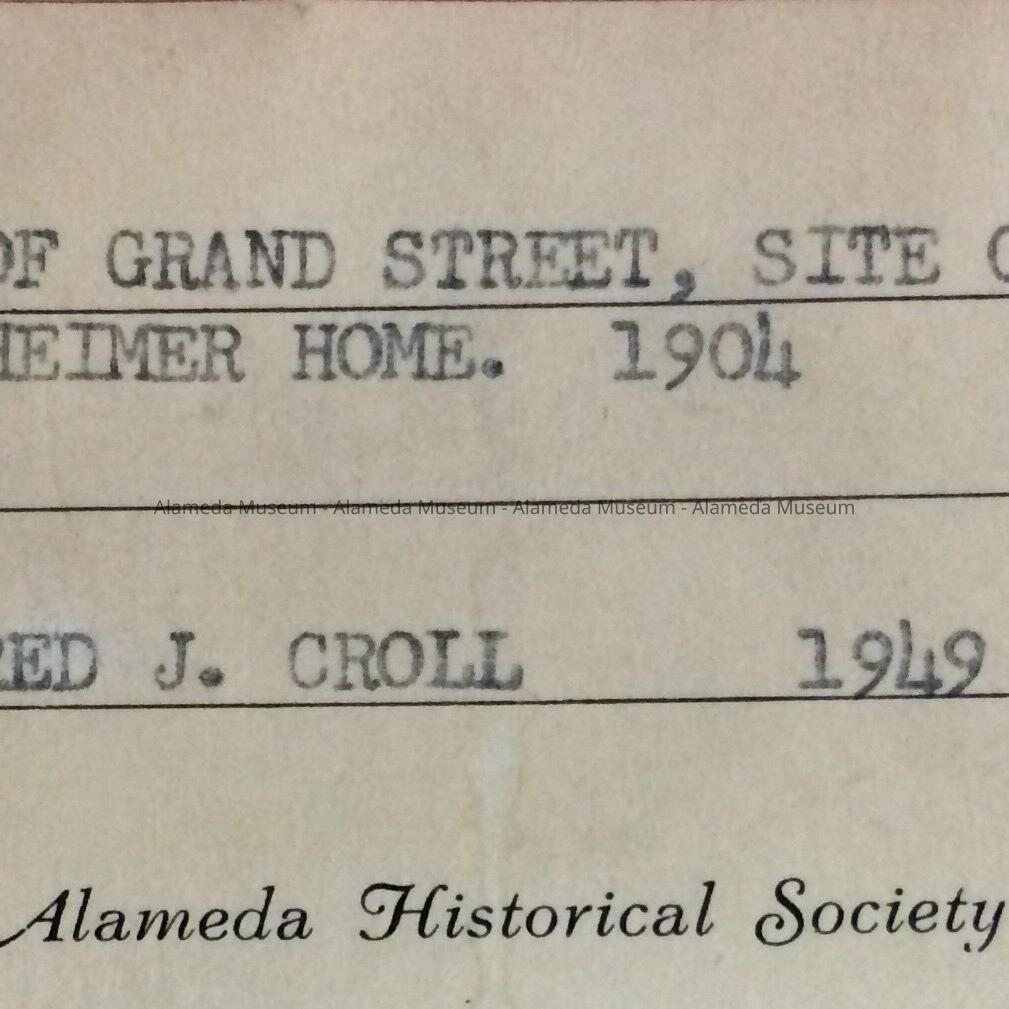 OF GRAND STREET, SITE
HEIMER HOME. 1904
Alameda Museum - Alameda Museum - Alameda Museum - Alameda Museum
RED J. CROLL 1949
Alameda Historical Society